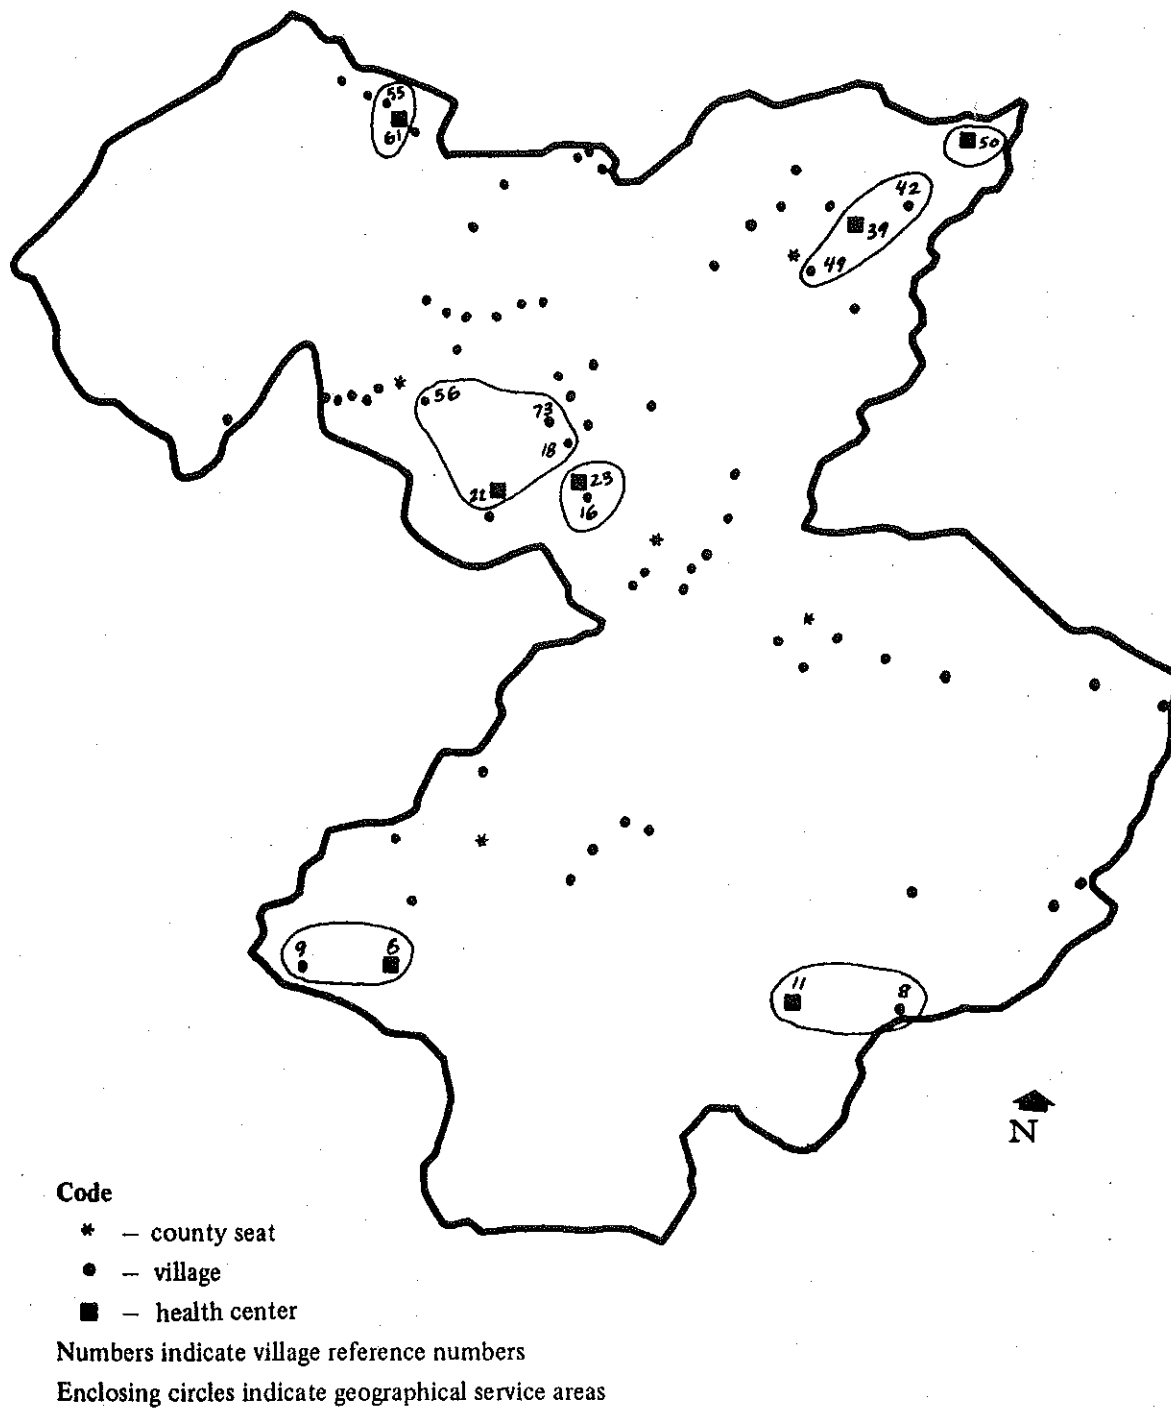 55
61
50
42
39
49
56
73
18
21
23
16
9
6
11
8
N
Code
* – county seat
● – village
■ – health center
Numbers indicate village reference numbers
Enclosing circles indicate geographical service areas